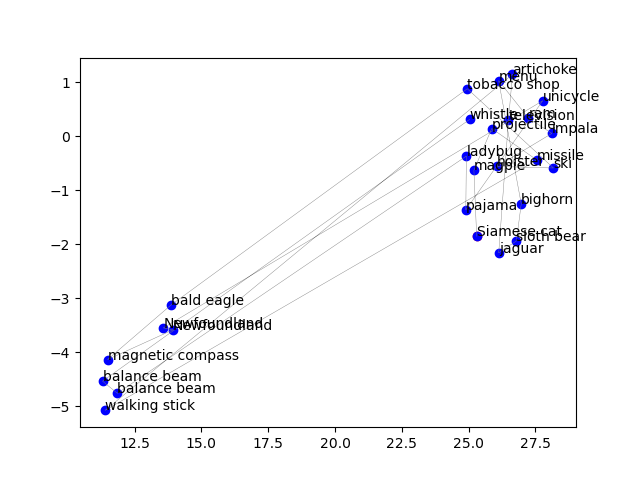 artichoke
menu
tobacco shop
unicycle
whistle
television
ram
projectile
impala
ladybug
missile
holster
ski
magpie
pajama
bighorn
Siamese cat
sloth bear
jaguar
bald eagle
Newfoundland
Newfoundland
magnetic compass
balance beam
balance beam
walking stick
1
0
−1
−2
−3
−4
−5
12.5 15.0 17.5 20.0 22.5 25.0 27.5